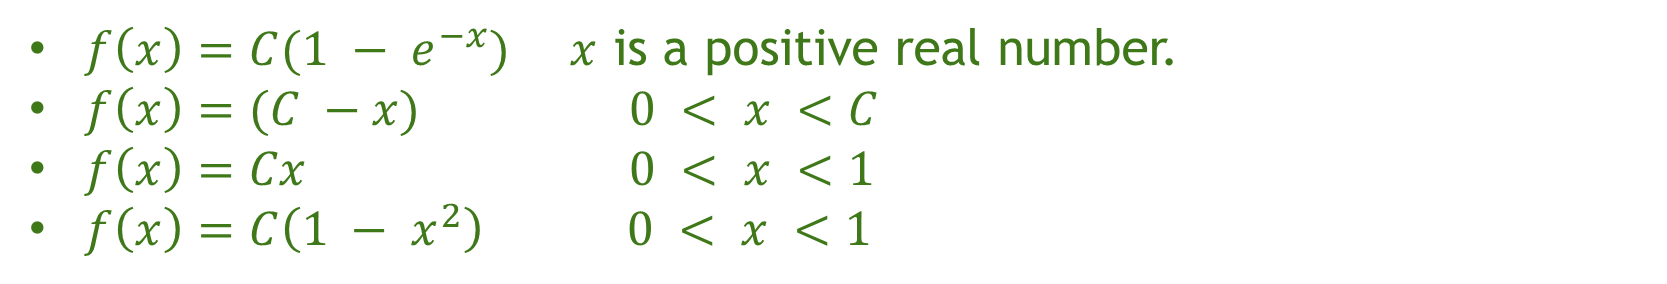 • f(x) = C(1 − e^{−x}) x is a positive real number.
• f(x) = (C − x) 0 < x < C
• f(x) = Cx 0 < x < 1
• f(x) = C(1 − x²) 0 < x < 1